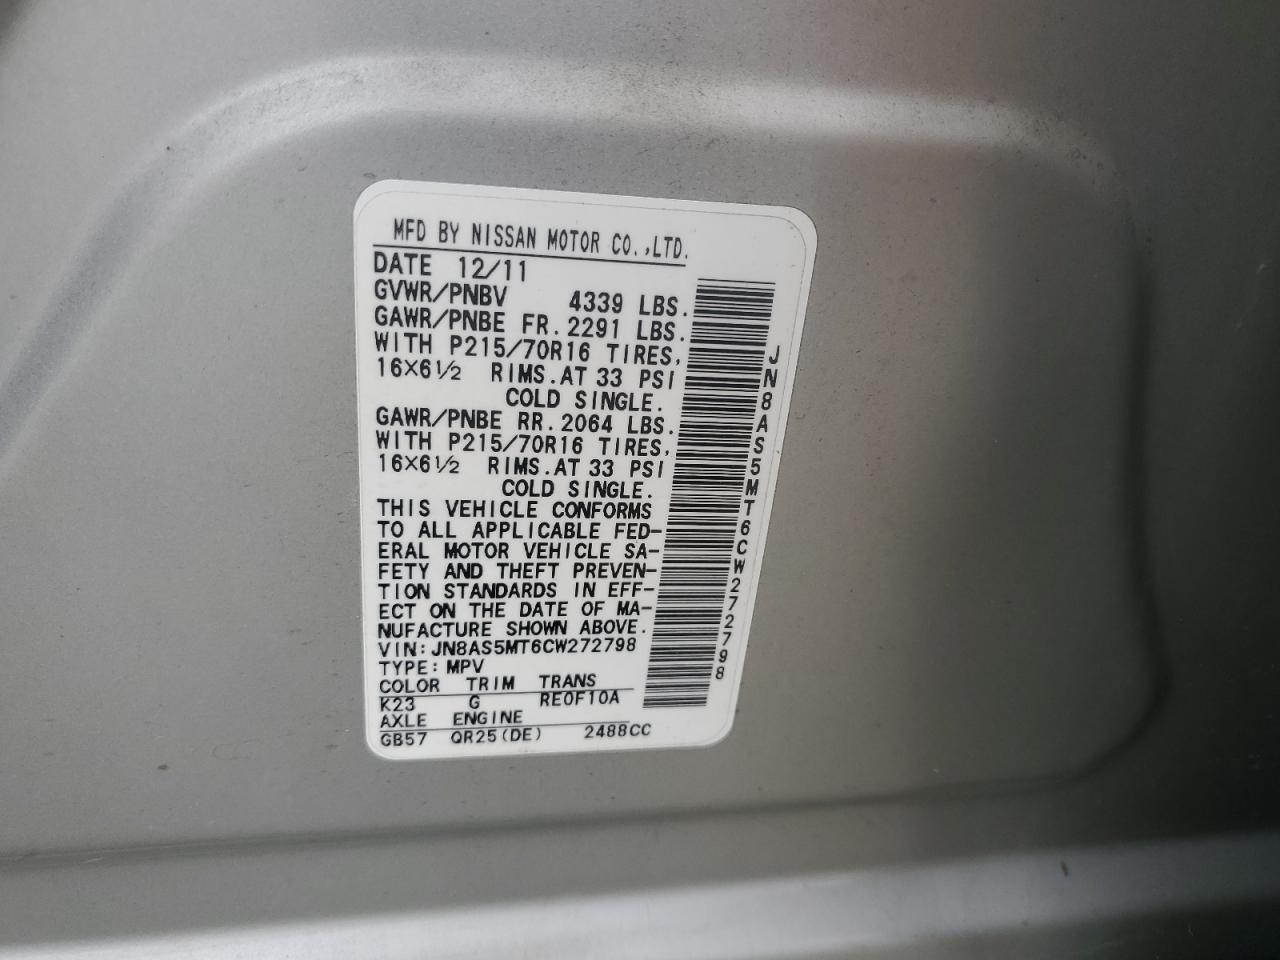 MFD BY NISSAN MOTOR CO.,LTD.
DATE 12/11
GVWR/PNBV 4339 LBS.
GAWR/PNBE FR.2291 LBS.
WITH P215/70R16 TIRES,
16×6½ RIMS.AT 33 PSI
COLD SINGLE.
GAWR/PNBE RR.2064 LBS.
WITH P215/70R16 TIRES,
16×6½ RIMS.AT 33 PSI
COLD SINGLE.
THIS VEHICLE CONFORMS
TO ALL APPLICABLE FED-
ERAL MOTOR VEHICLE SA-
FETY AND THEFT PREVEN-
TION STANDARDS IN EFF-
ECT ON THE DATE OF MA-
NUFACTURE SHOWN ABOVE.
VIN:JN8AS5MT6CW272798
TYPE:MPV
COLOR TRIM TRANS
K23 G RE0F10A
AXLE ENGINE
GB57 QR25(DE) 2488CC
JN8AS5MT6CW272798